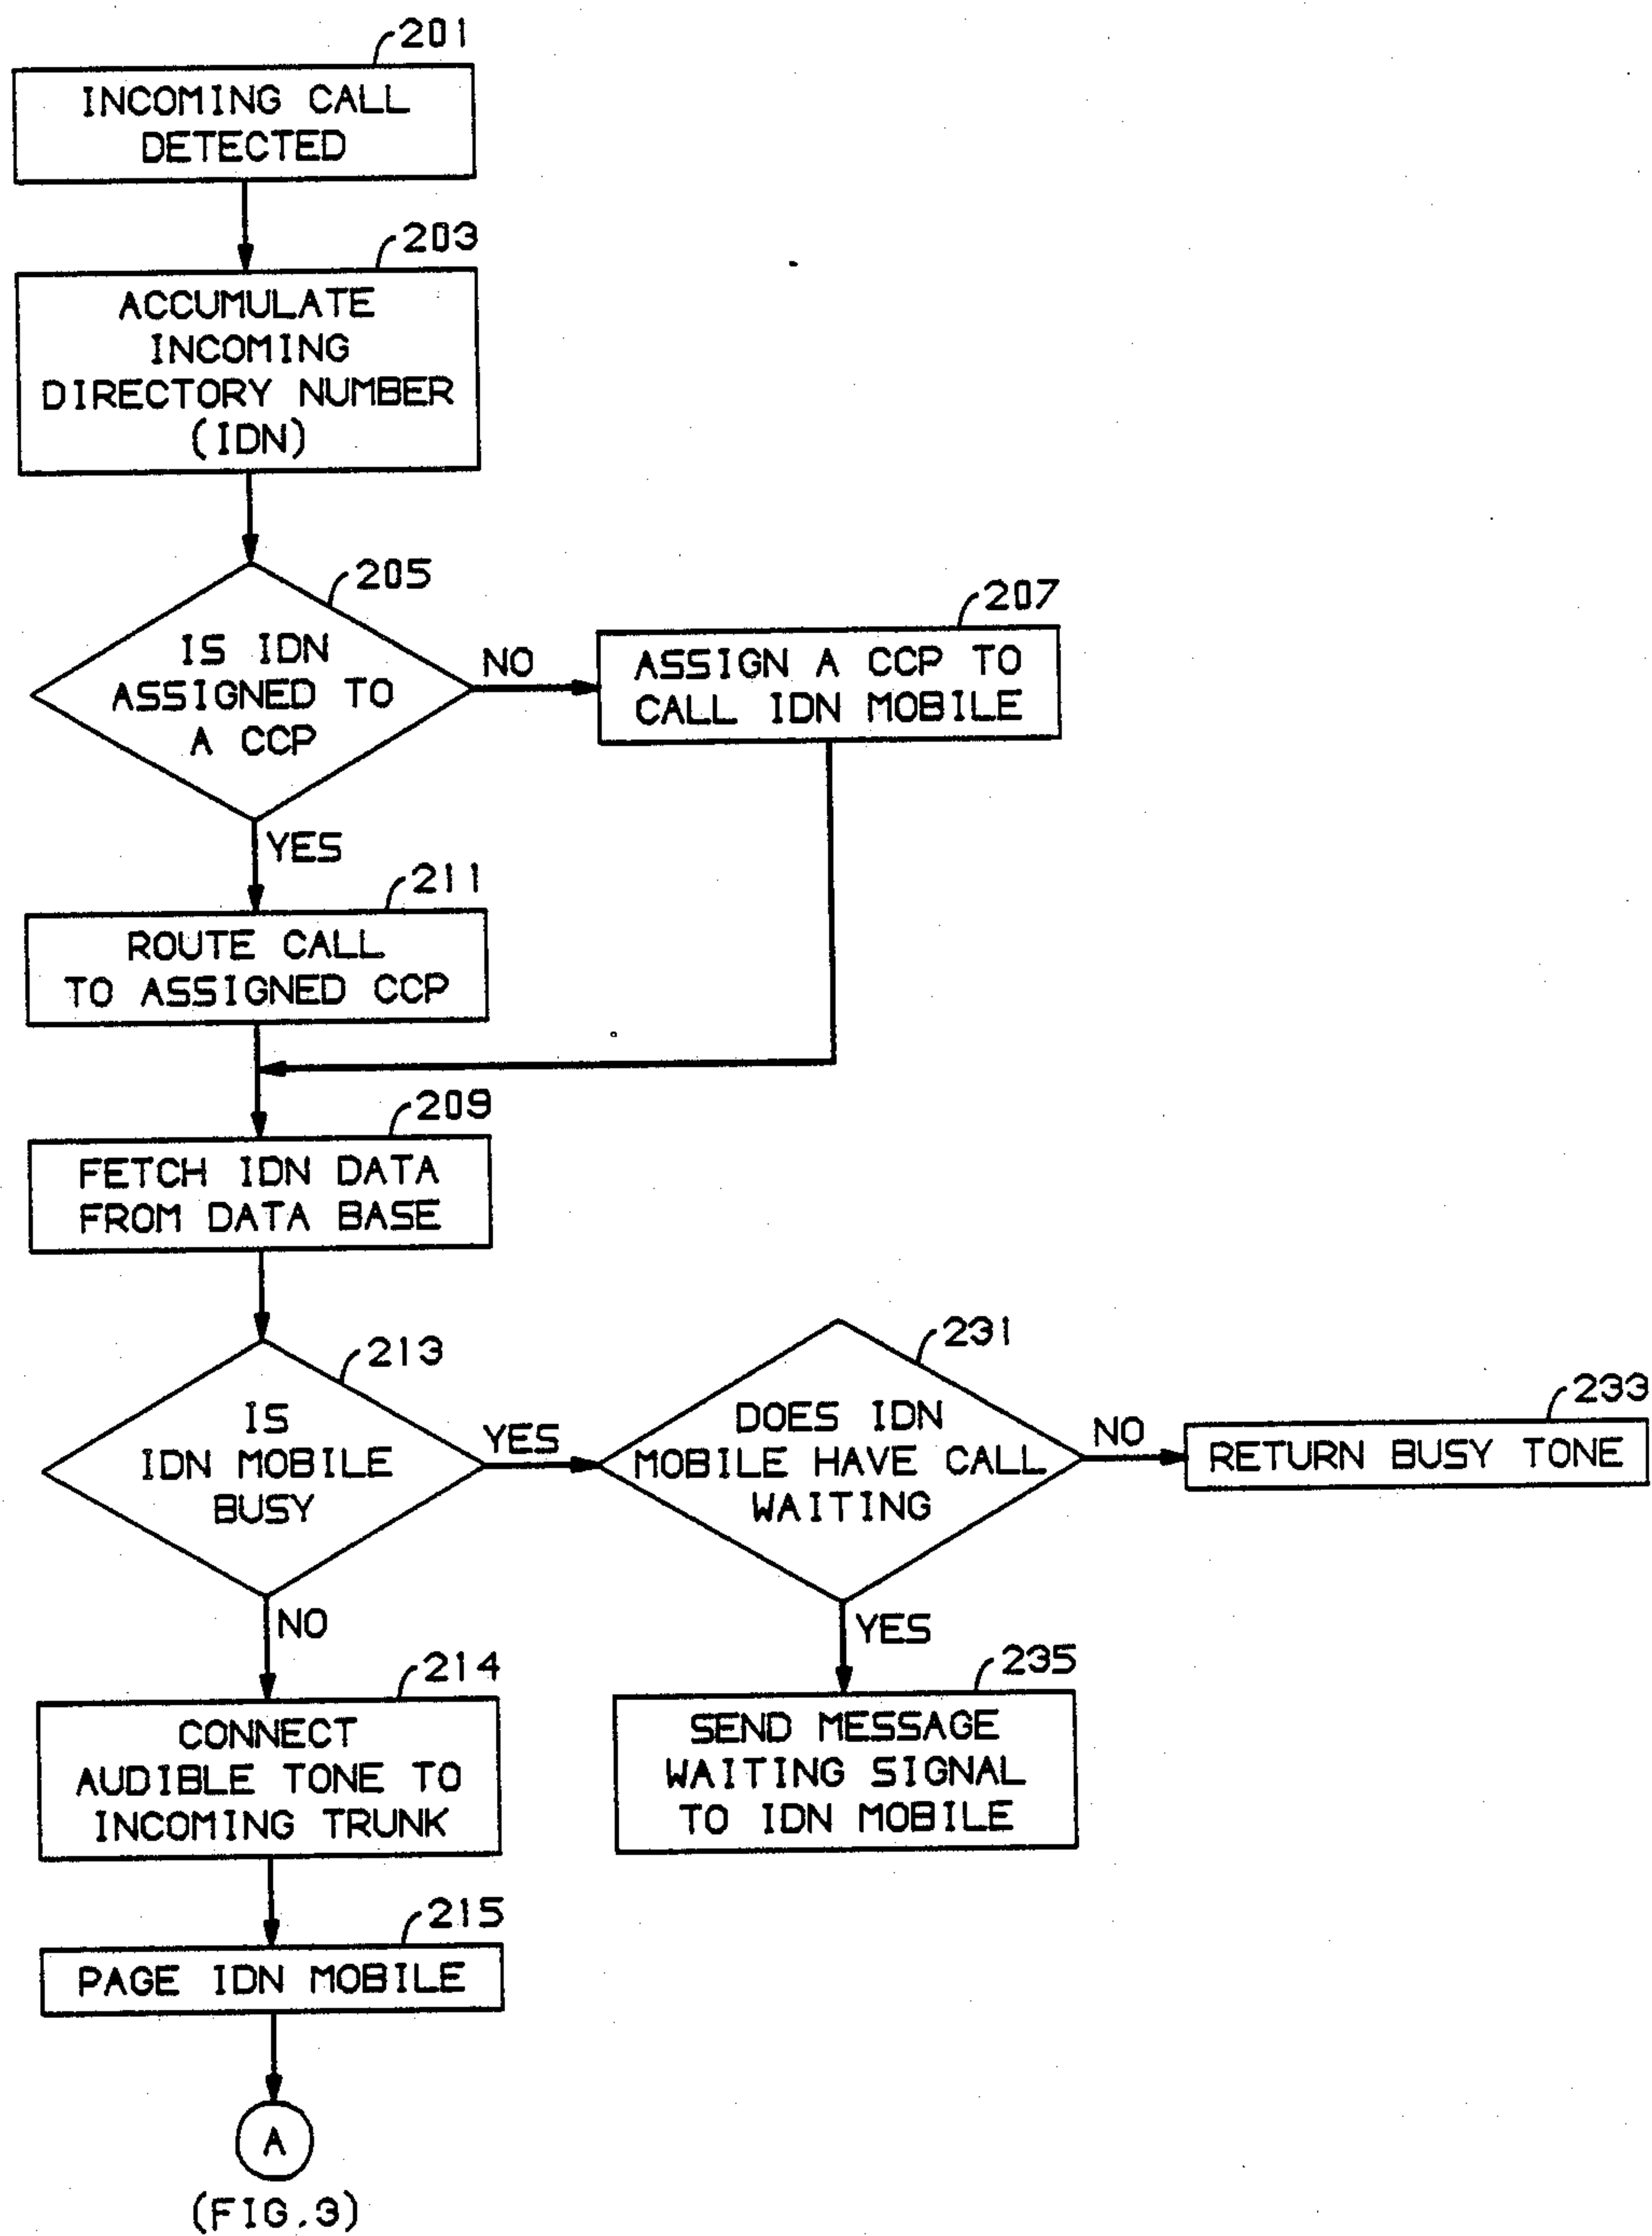 201
INCOMING CALL
DETECTED
203
ACCUMULATE
INCOMING
DIRECTORY NUMBER
(IDN)
205
IS IDN
ASSIGNED TO
A CCP
NO
207
ASSIGN A CCP TO
CALL IDN MOBILE
YES
211
ROUTE CALL
TO ASSIGNED CCP
209
FETCH IDN DATA
FROM DATA BASE
213
IS
IDN MOBILE
BUSY
YES
231
DOES IDN
MOBILE HAVE CALL
WAITING
NO
233
RETURN BUSY TONE
NO
214
CONNECT
AUDIBLE TONE TO
INCOMING TRUNK
YES
235
SEND MESSAGE
WAITING SIGNAL
TO IDN MOBILE
215
PAGE IDN MOBILE
A
(FIG.3)